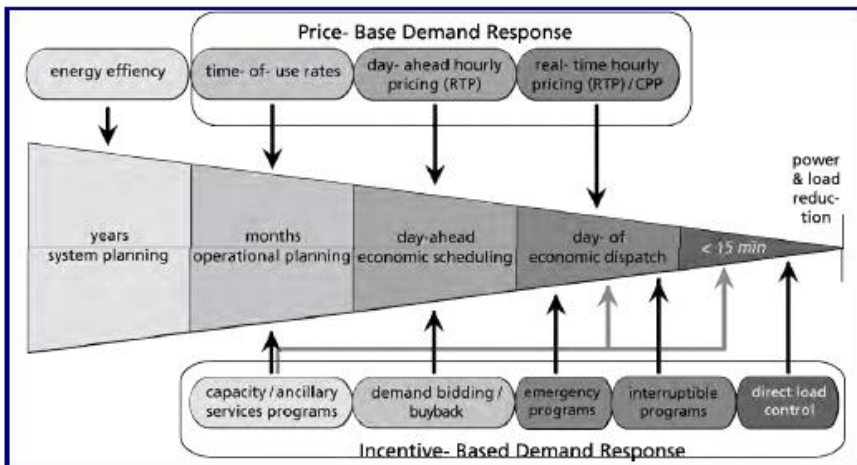 Price- Base Demand Response
energy effiency
time- of- use rates
day- ahead hourly
pricing (RTP)
real- time hourly
pricing (RTP) / CPP
power
& load
reduc-
tion
years
system planning
months
operational planning
day-ahead
economic scheduling
day- of
economic dispatch
< 15 min
capacity / ancillary
services programs
demand bidding /
buyback
emergency
programs
interruptible
programs
direct load
control
Incentive- Based Demand Response